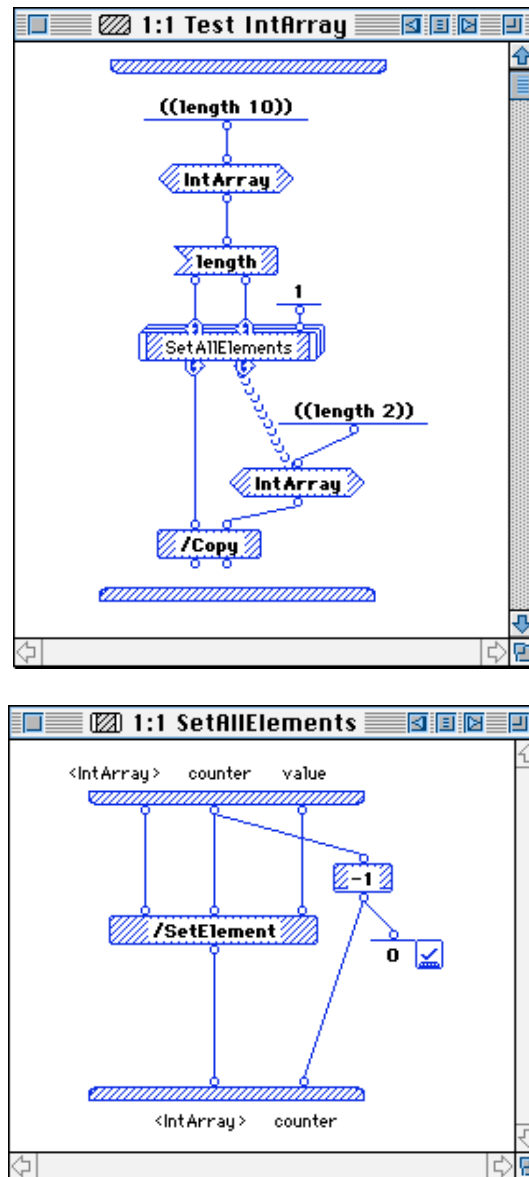 1:1 Test IntArray
((length 10))
IntArray
length
1
SetAllElements
((length 2))
IntArray
/Copy
1:1 SetAllElements
<IntArray> counter value
-1
/SetElement
0
<IntArray> counter